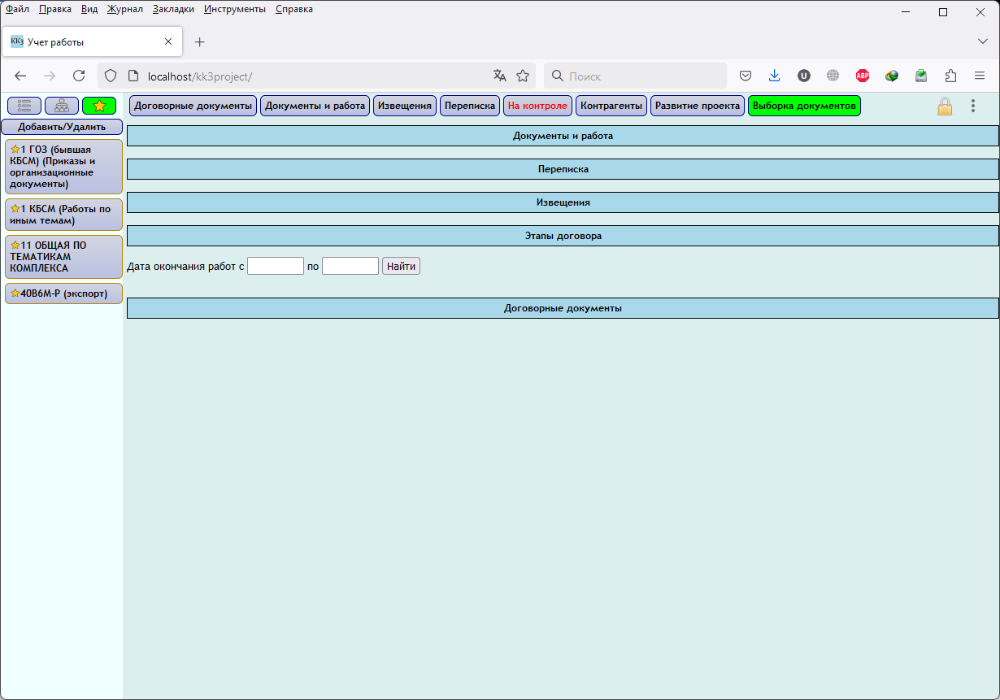 Файл Правка Вид Журнал Закладки Инструменты Справка
КК3 Учет работы
localhost/kk3project/
Поиск
U
ABP
Договорные документы Документы и работа Извещения Переписка На контроле Контрагенты Развитие проекта Выборка документов
Добавить/Удалить
1 ГОЗ (бывшая
КБСМ) (Приказы и
организационные
документы)
1 КБСМ (Работы по
иным темам)
11 ОБЩАЯ ПО
ТЕМАТИКАМ
КОМПЛЕКСА
40В6М-Р (экспорт)
Документы и работа
Переписка
Извещения
Этапы договора
Дата окончания работ с по Найти
Договорные документы